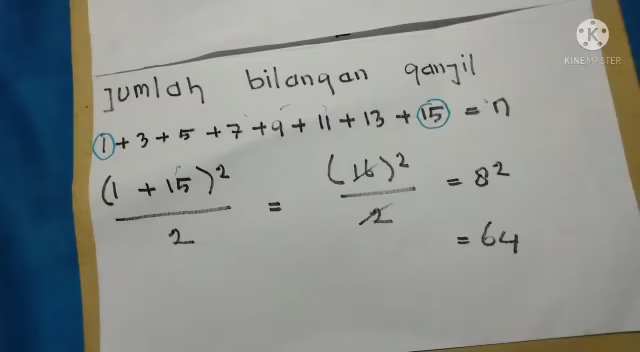 KINEMASTER
Jumlah bilangan ganjil
1 + 3 + 5 + 7 + 9 + 11 + 13 + 15 = n
(1 + 15)² / 2 = (16)² / 2 = 8²
= 64